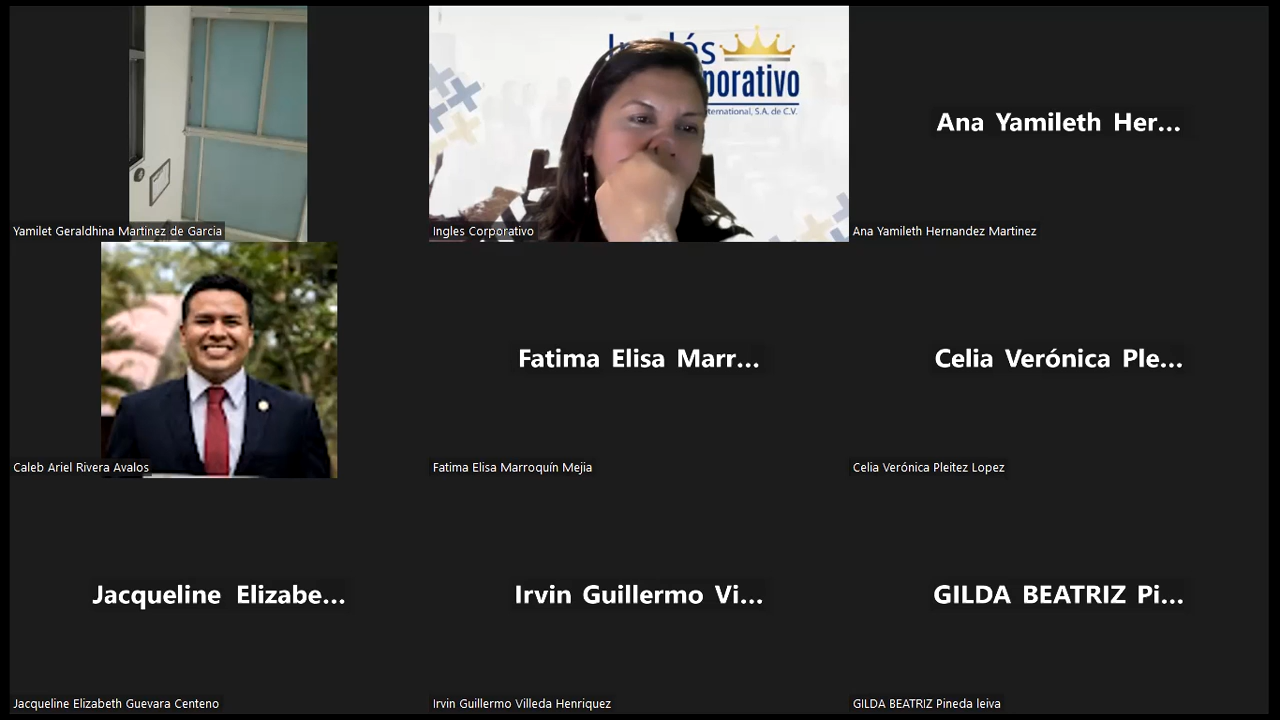 Inglés
porativo
nternational, S.A. de C.V.
Ana Yamileth Her...
Yamilet Geraldhina Martinez de Garcia
Ingles Corporativo
Ana Yamileth Hernandez Martinez
Fatima Elisa Marr...
Celia Verónica Ple...
Caleb Ariel Rivera Avalos
Fatima Elisa Marroquín Mejia
Celia Verónica Pleitez Lopez
Jacqueline Elizabe...
Irvin Guillermo Vi...
GILDA BEATRIZ Pi...
Jacqueline Elizabeth Guevara Centeno
Irvin Guillermo Villeda Henriquez
GILDA BEATRIZ Pineda leiva